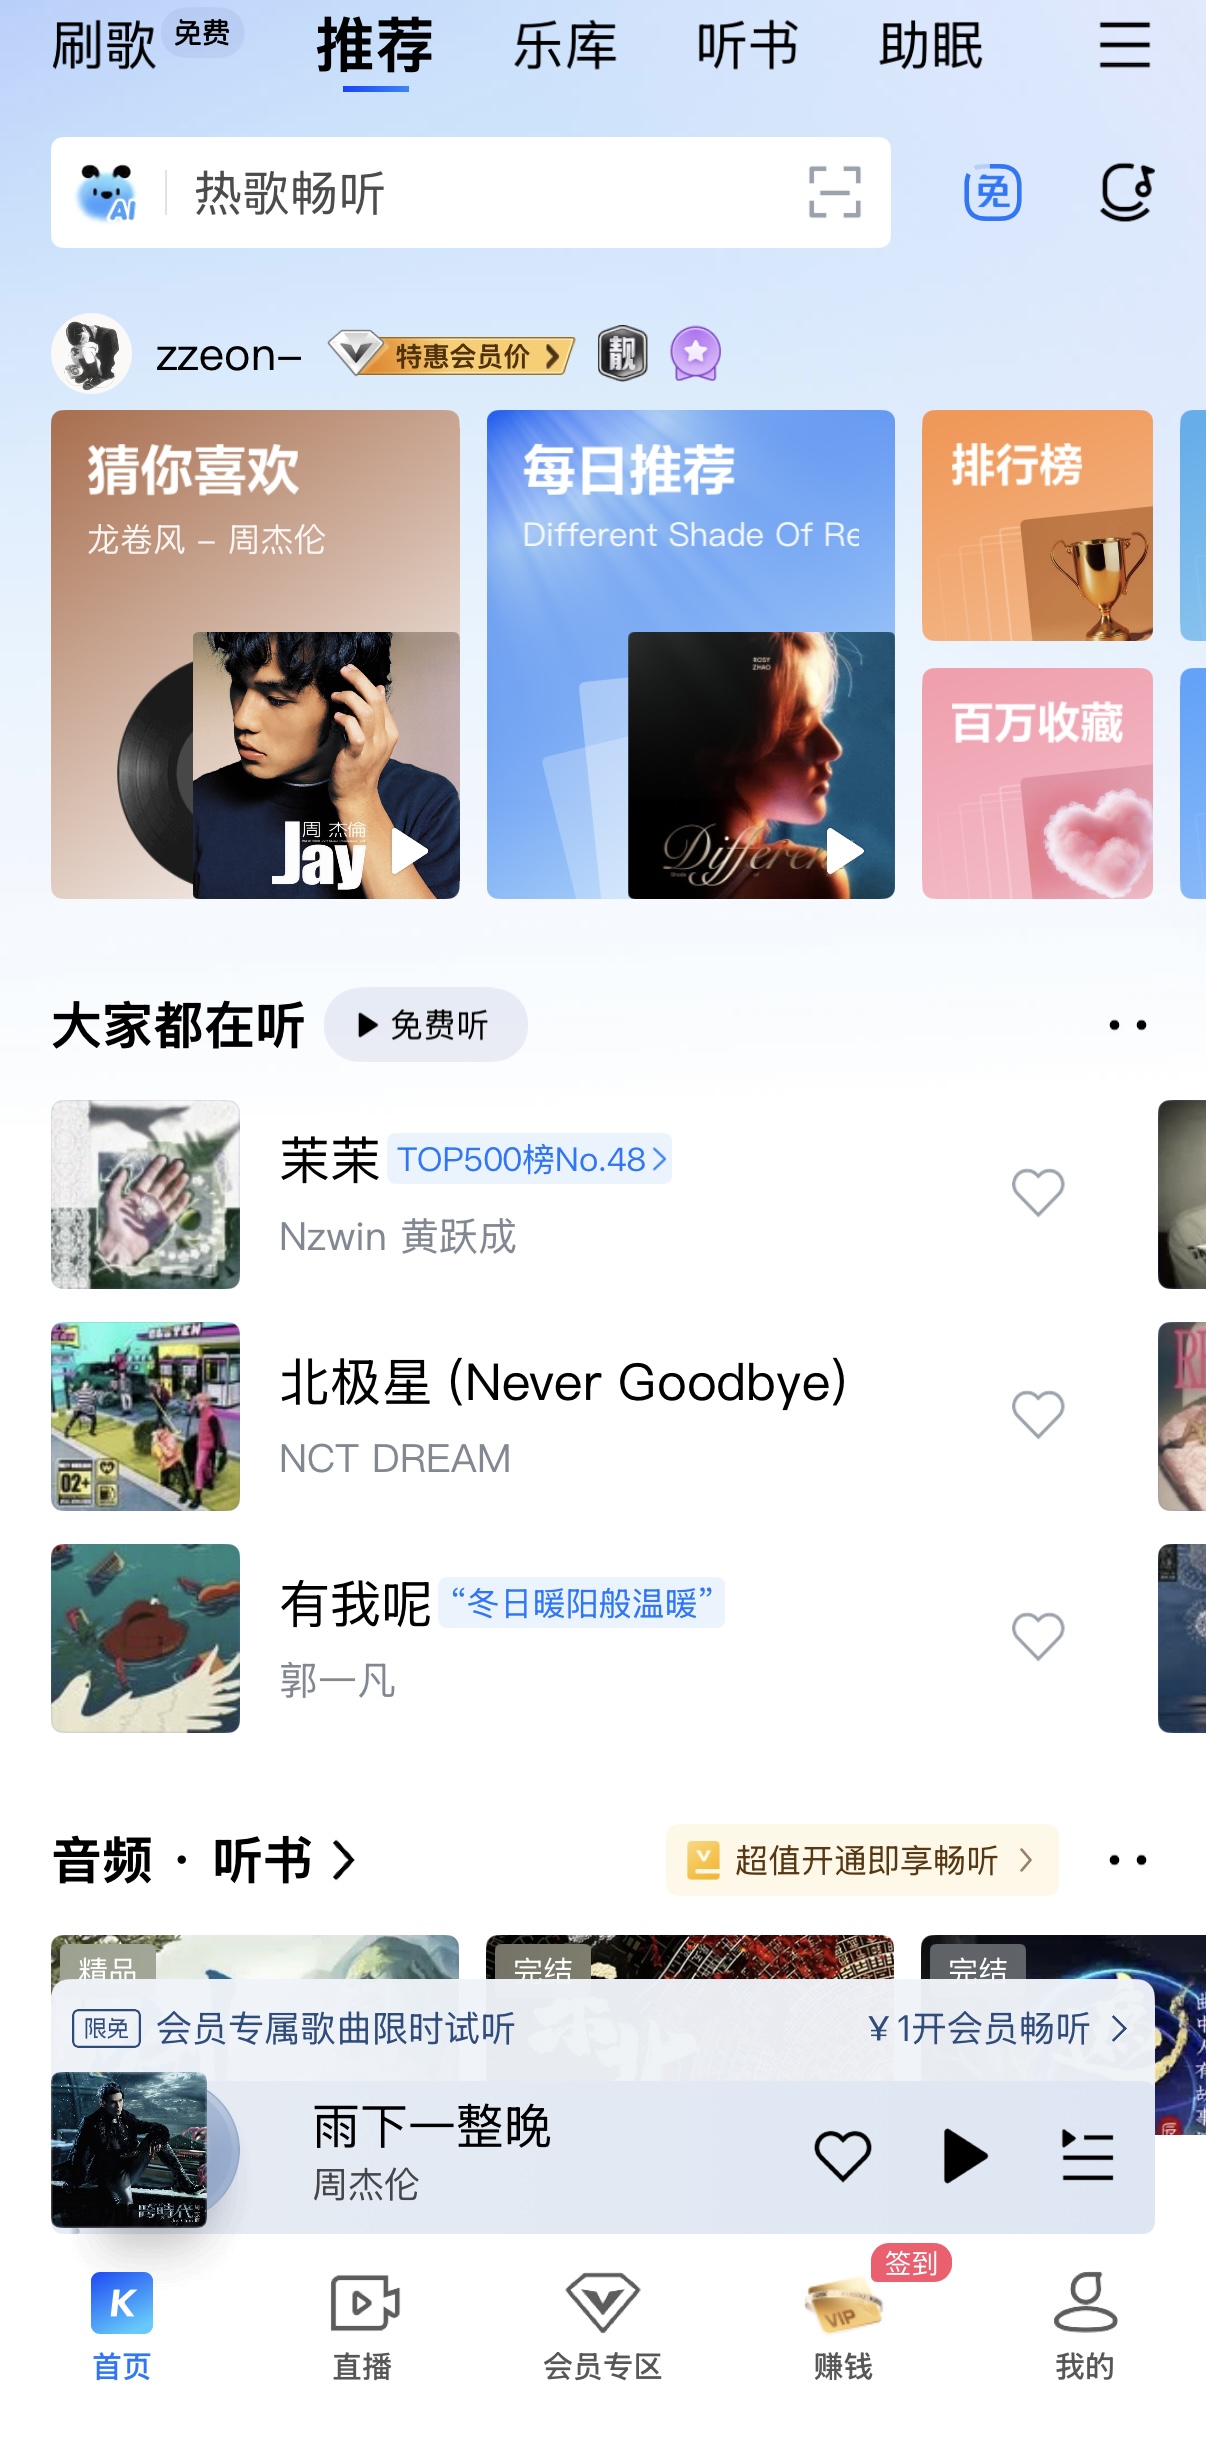 刷歌 免费 推荐 乐库 听书 助眠
AI 热歌畅听 免
zzeon– 特惠会员价 靓
猜你喜欢
龙卷风 – 周杰伦
周杰倫
Jay
每日推荐
Different Shade Of Re
ROSY
ZHAO
Differen
排行榜
百万收藏
大家都在听 免费听
茉茉 TOP500榜No.48
Nzwin 黄跃成
北极星 (Never Goodbye)
NCT DREAM
02+
有我呢 “冬日暖阳般温暖”
郭一凡
音频 · 听书 超值开通即享畅听
精品 完结 完结
限免 会员专属歌曲限时试听 ¥1开会员畅听
雨下一整晚
周杰伦
跨時代
签到
K VIP
首页 直播 会员专区 赚钱 我的